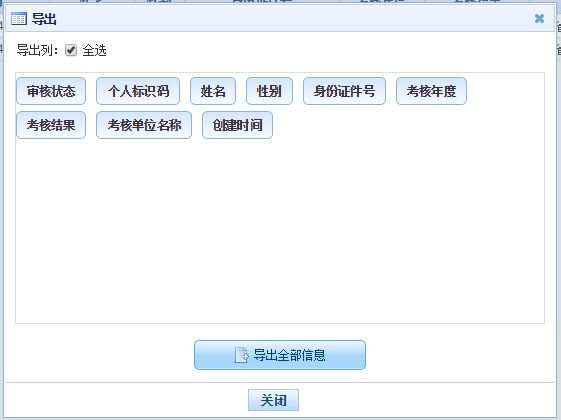 导出
导出列: 全选
审核状态 个人标识码 姓名 性别 身份证件号 考核年度
考核结果 考核单位名称 创建时间
导出全部信息
关闭